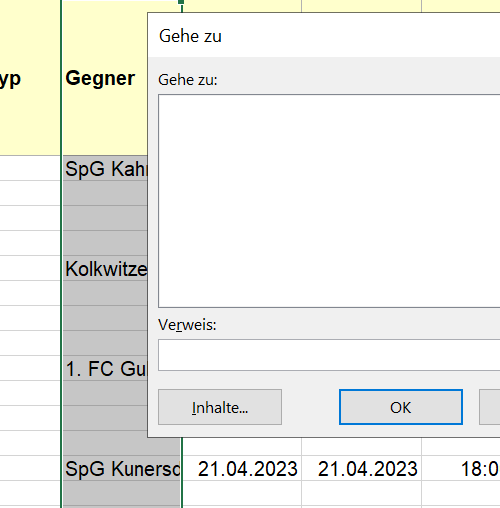 yp
Gegner
Gehe zu
Gehe zu:
SpG Kahr
Kolkwitze
Verweis:
1. FC Gu
Inhalte...
OK
SpG Kunersd 21.04.2023 21.04.2023 18:0